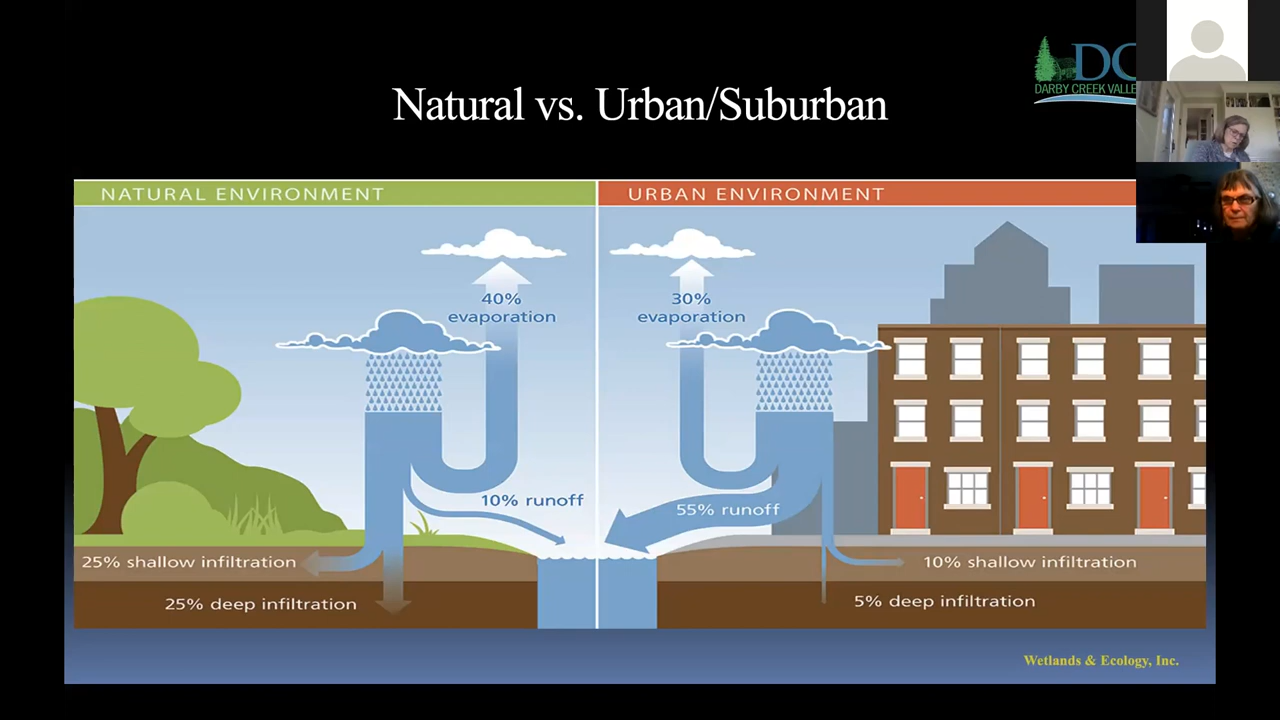 DC
DARBY CREEK VALLE
Natural vs. Urban/Suburban
NATURAL ENVIRONMENT
URBAN ENVIRONMENT
40%
evaporation
30%
evaporation
10% runoff
55% runoff
25% shallow infiltration
10% shallow infiltration
25% deep infiltration
5% deep infiltration
Wetlands & Ecology, Inc.